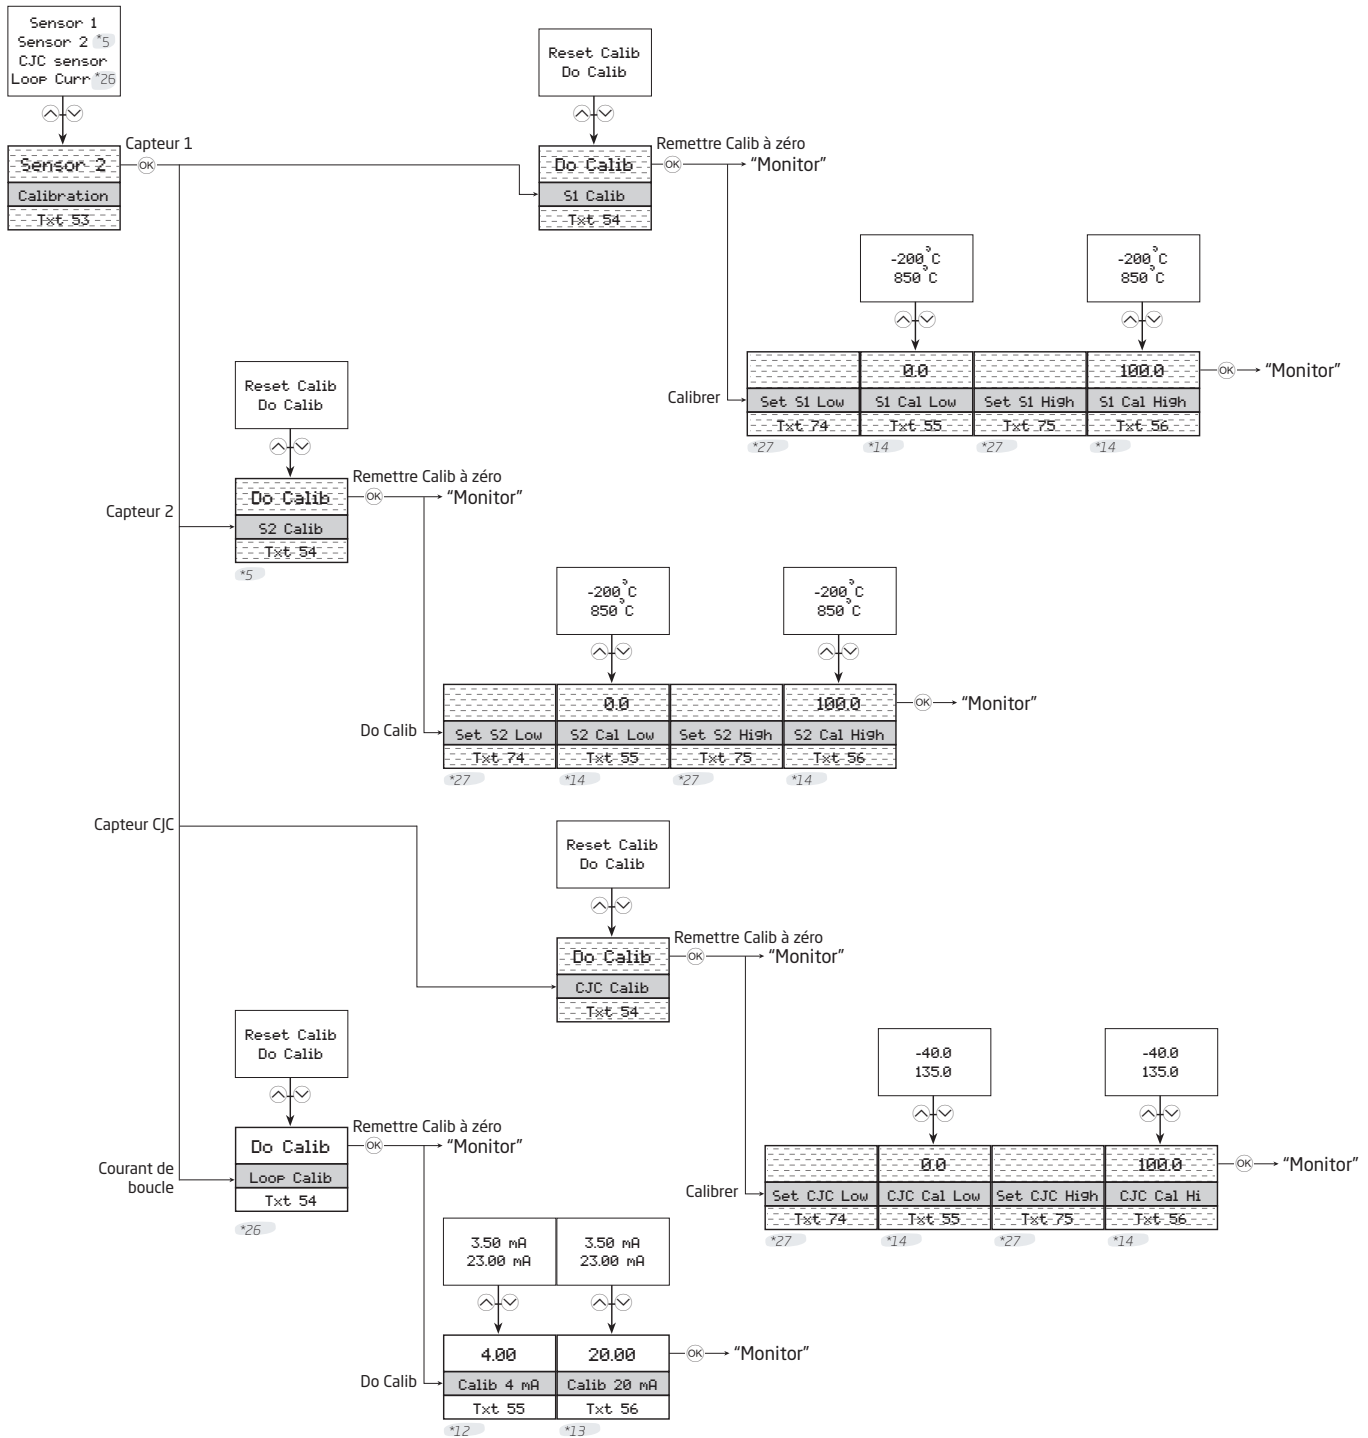 Sensor 1
Sensor 2 *5
CJC sensor
Loop Curr *26
Sensor 2
Calibration
Txt 53
OK
Capteur 1
Reset Calib
Do Calib
Do Calib
S1 Calib
Txt 54
Remettre Calib à zéro
OK
"Monitor"
-200°C
850°C
-200°C
850°C
Calibrer
0.0
100.0
OK
"Monitor"
Set S1 Low
S1 Cal Low
Set S1 High
S1 Cal High
Txt 74
Txt 55
Txt 75
Txt 56
*27
*14
*27
*14
Reset Calib
Do Calib
Capteur 2
Do Calib
S2 Calib
Txt 54
*5
Remettre Calib à zéro
OK
"Monitor"
-200°C
850°C
-200°C
850°C
Do Calib
0.0
100.0
OK
"Monitor"
Set S2 Low
S2 Cal Low
Set S2 High
S2 Cal High
Txt 74
Txt 55
Txt 75
Txt 56
*27
*14
*27
*14
Capteur CJC
Reset Calib
Do Calib
Do Calib
CJC Calib
Txt 54
Remettre Calib à zéro
OK
"Monitor"
-40.0
135.0
-40.0
135.0
Calibrer
0.0
100.0
OK
"Monitor"
Set CJC Low
CJC Cal Low
Set CJC High
CJC Cal Hi
Txt 74
Txt 55
Txt 75
Txt 56
*27
*14
*27
*14
Reset Calib
Do Calib
Courant de
boucle
Do Calib
Loop Calib
Txt 54
*26
Remettre Calib à zéro
OK
"Monitor"
3.50 mA
23.00 mA
3.50 mA
23.00 mA
Do Calib
4.00
20.00
OK
"Monitor"
Calib 4 mA
Calib 20 mA
Txt 55
Txt 56
*12
*13